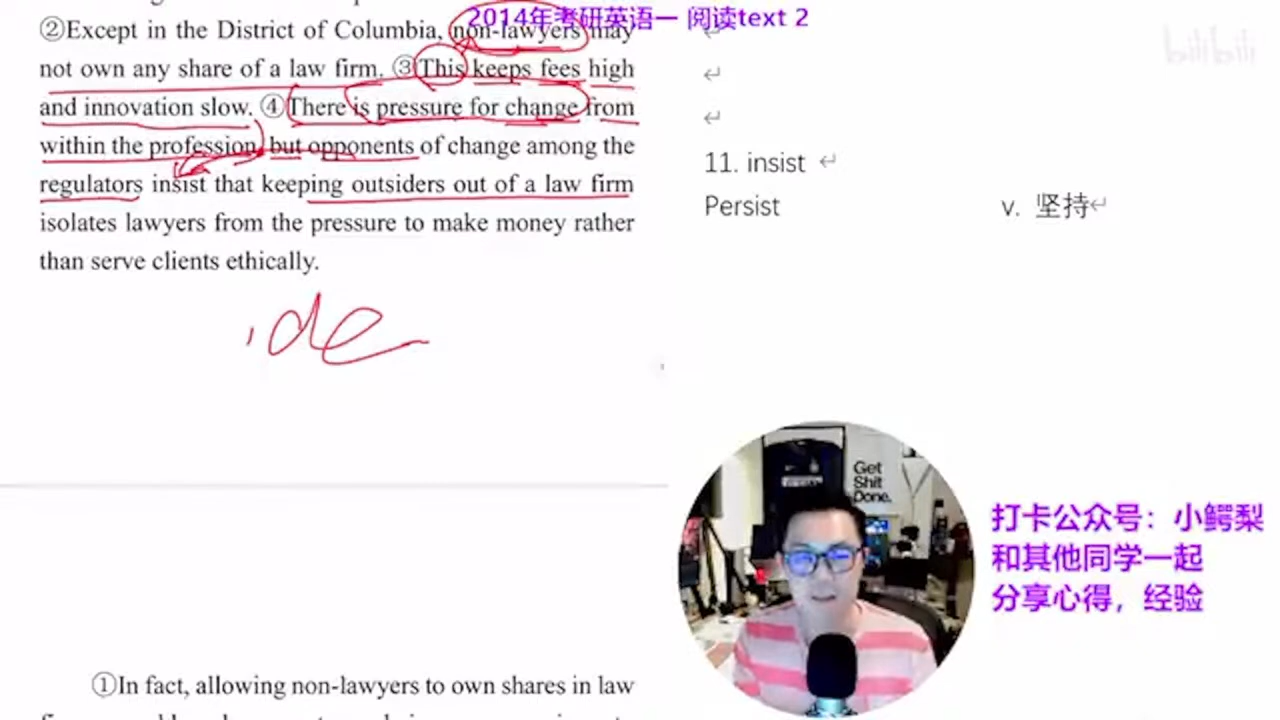 2014年考研英语一 阅读text 2
bilibili
②Except in the District of Columbia, non-lawyers may
not own any share of a law firm. ③This keeps fees high
and innovation slow. ④There is pressure for change from
within the profession, but opponents of change among the
regulators insist that keeping outsiders out of a law firm
isolates lawyers from the pressure to make money rather
than serve clients ethically.
ide
①In fact, allowing non-lawyers to own shares in law
11. insist
Persist v. 坚持
Get
Shit
Done.
打卡公众号：小鳄梨
和其他同学一起
分享心得，经验